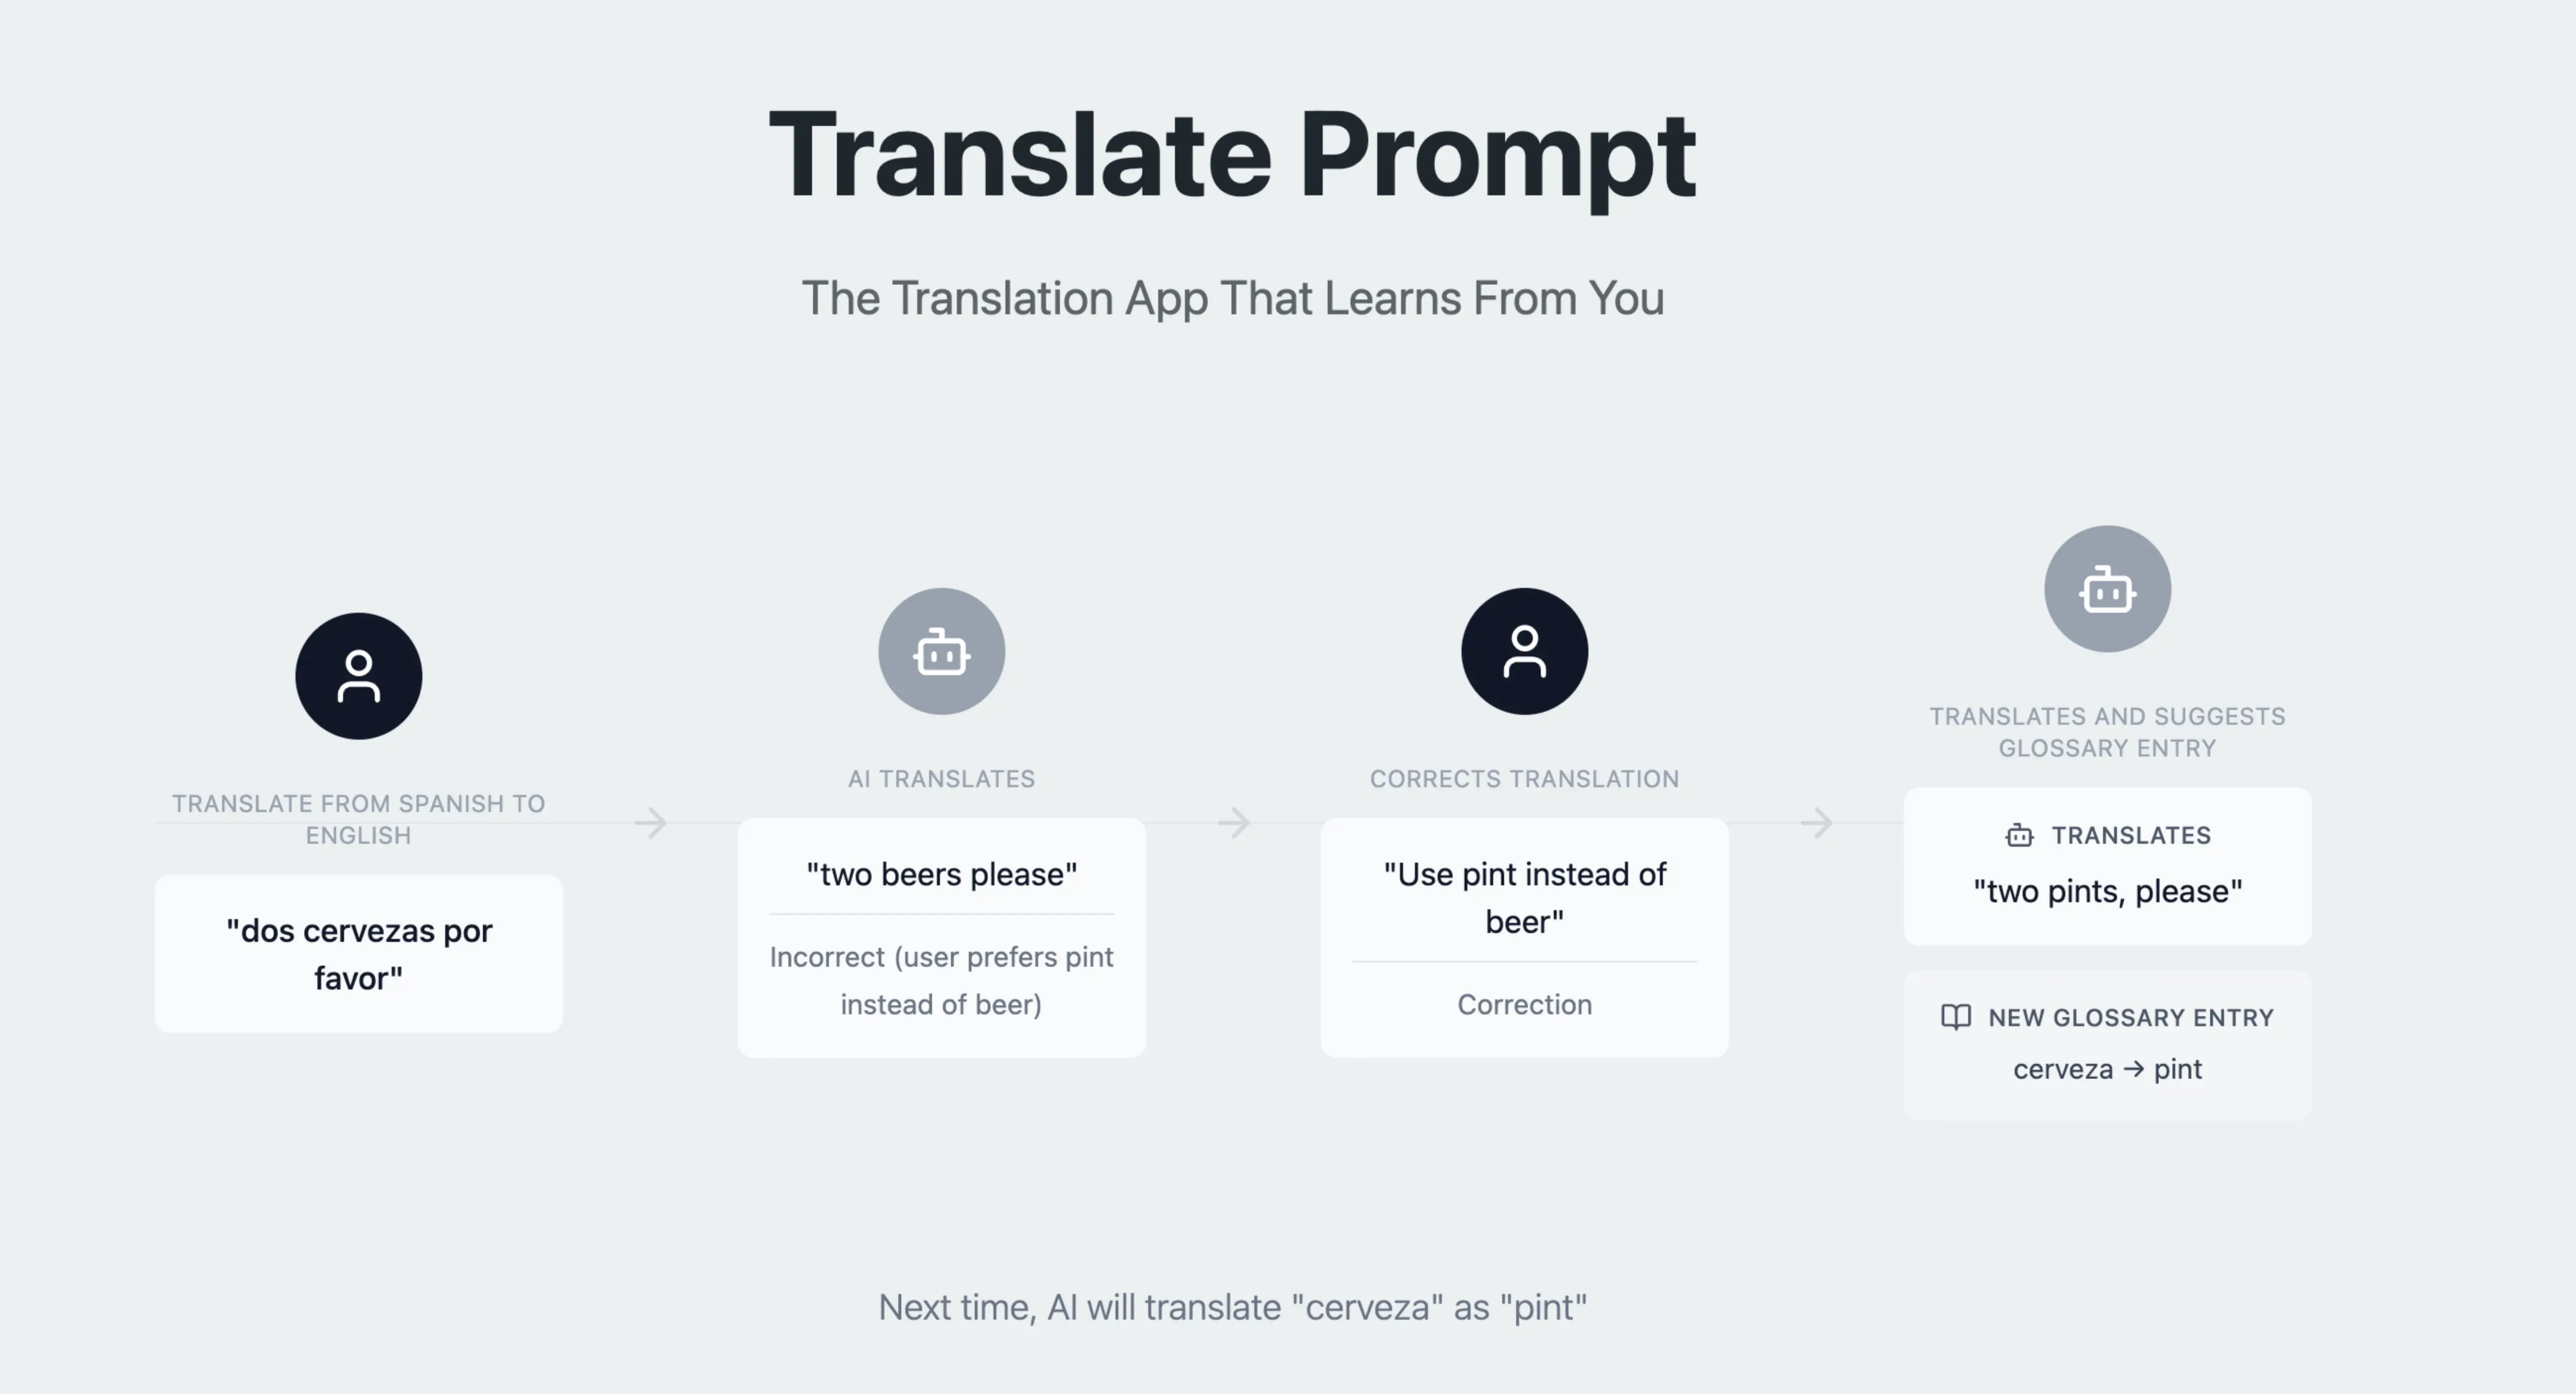 Translate Prompt
The Translation App That Learns From You
TRANSLATE FROM SPANISH TO
ENGLISH
"dos cervezas por
favor"
AI TRANSLATES
"two beers please"
Incorrect (user prefers pint
instead of beer)
CORRECTS TRANSLATION
"Use pint instead of
beer"
Correction
TRANSLATES AND SUGGESTS
GLOSSARY ENTRY
TRANSLATES
"two pints, please"
NEW GLOSSARY ENTRY
cerveza → pint
Next time, AI will translate "cerveza" as "pint"